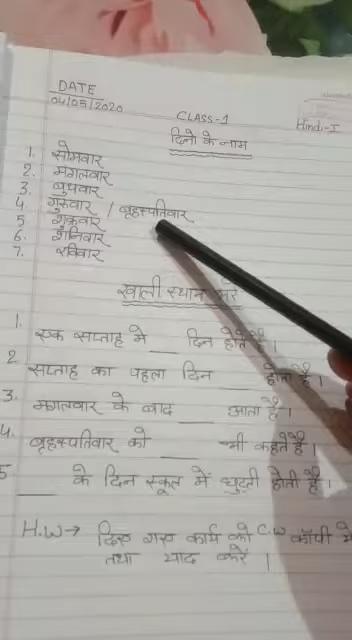 DATE
04/05/2020
CLASS-1
Hindi-I
दिनो के नाम
1. सोमवार
2. मंगलवार
3. बुधवार
4. गुरुवार / बृहस्पतिवार
5 शुक्रवार
6. शनिवार
7. रविवार
खाली स्थान भरें
1. एक सप्ताह में ___ दिन होते हैं।
2 सप्ताह का पहला दिन ___ होता है।
3. मंगलवार के बाद ___ आता है।
4. बृहस्पतिवार को ___ भी कहते हैं।
5 ___ के दिन स्कूल में छुट्टी होती है।
H.W→ दिए गए कार्य को C.W कॉपी मे
तथा याद करें।